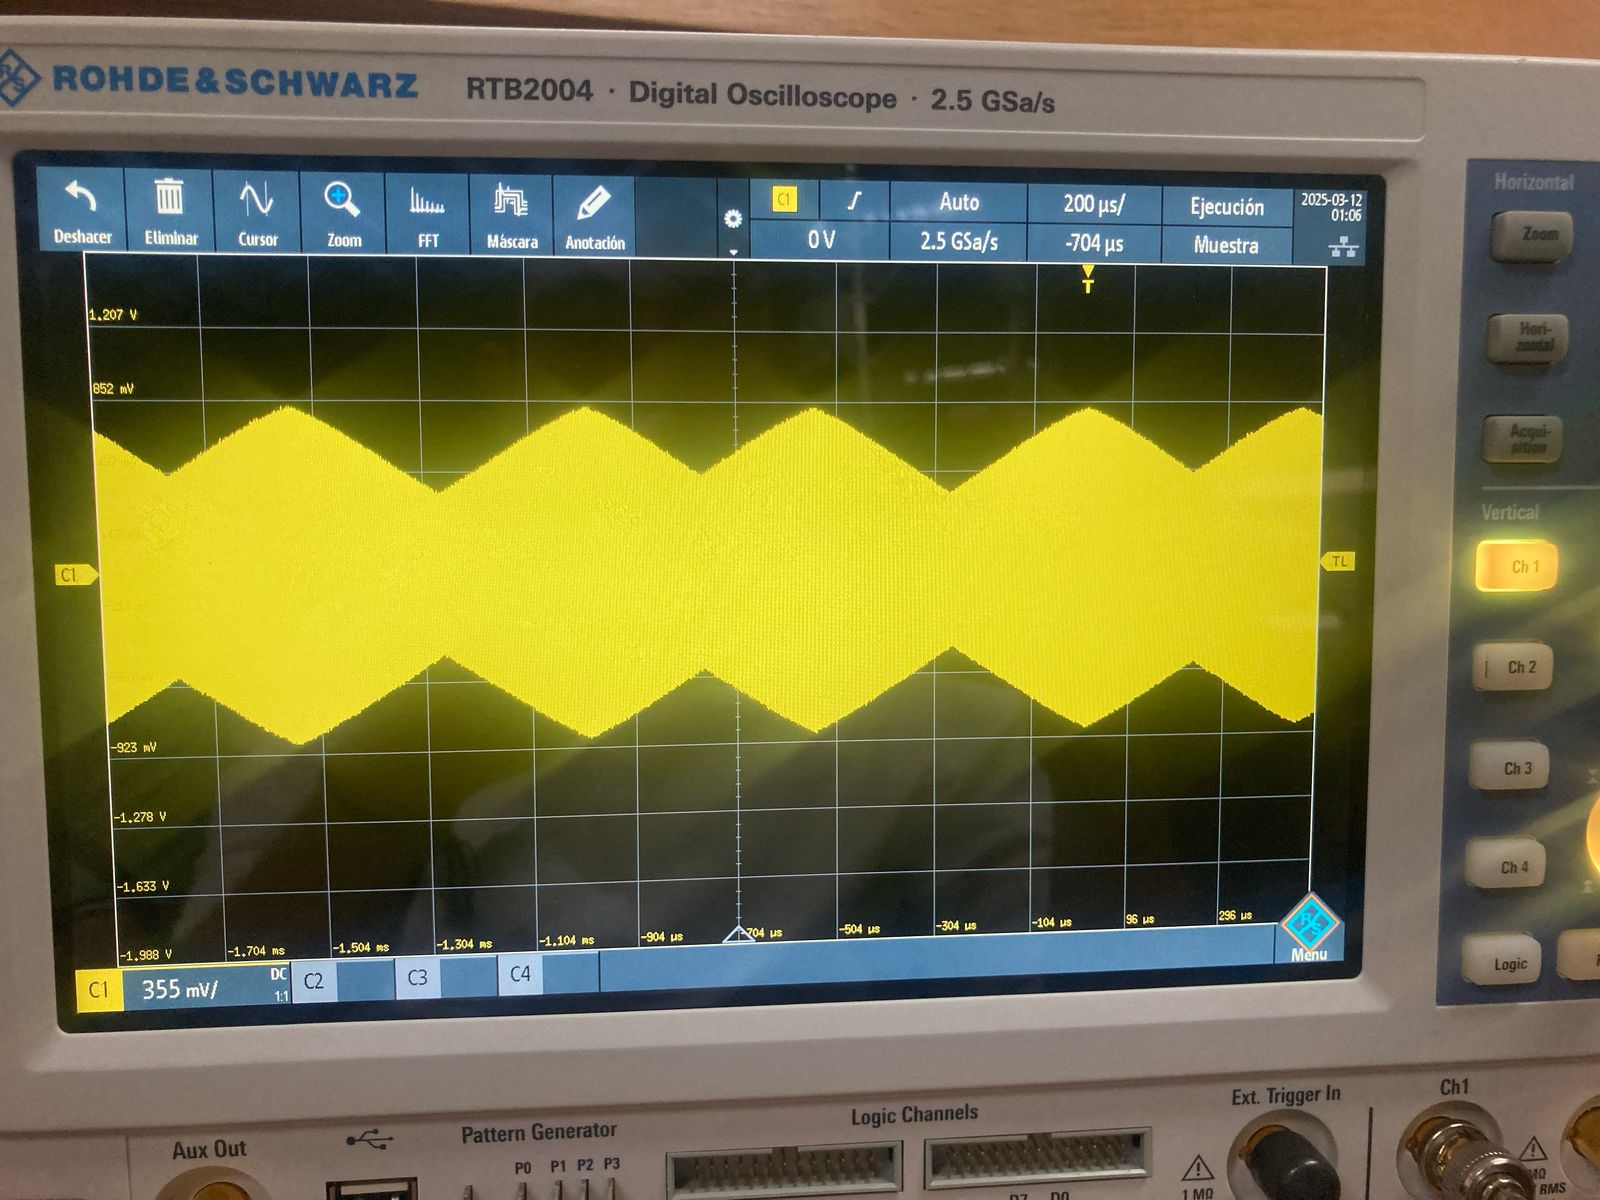 ROHDE&SCHWARZ RTB2004 · Digital Oscilloscope · 2.5 GSa/s
Deshacer Eliminar Cursor Zoom FFT Máscara Anotación
C1 Auto 200 µs/ Ejecución
0 V 2.5 GSa/s -704 µs Muestra
2025-03-12
01:06
T
1.207 V
852 mV
C1
TL
-923 mV
-1.278 V
-1.633 V
-1.988 V
-1.704 ms -1.504 ms -1.304 ms -1.104 ms -904 µs -704 µs -504 µs -304 µs -104 µs 96 µs 296 µs
C1 355 mV/ DC
1:1
C2 C3 C4
Menu
Horizontal
Zoom
Hori-
zontal
Acqui-
sition
Vertical
Ch 1
Ch 2
Ch 3
Ch 4
Logic
Aux Out
Pattern Generator
P0 P1 P2 P3
Logic Channels
Ext. Trigger In
Ch1
1 MΩ
RMS